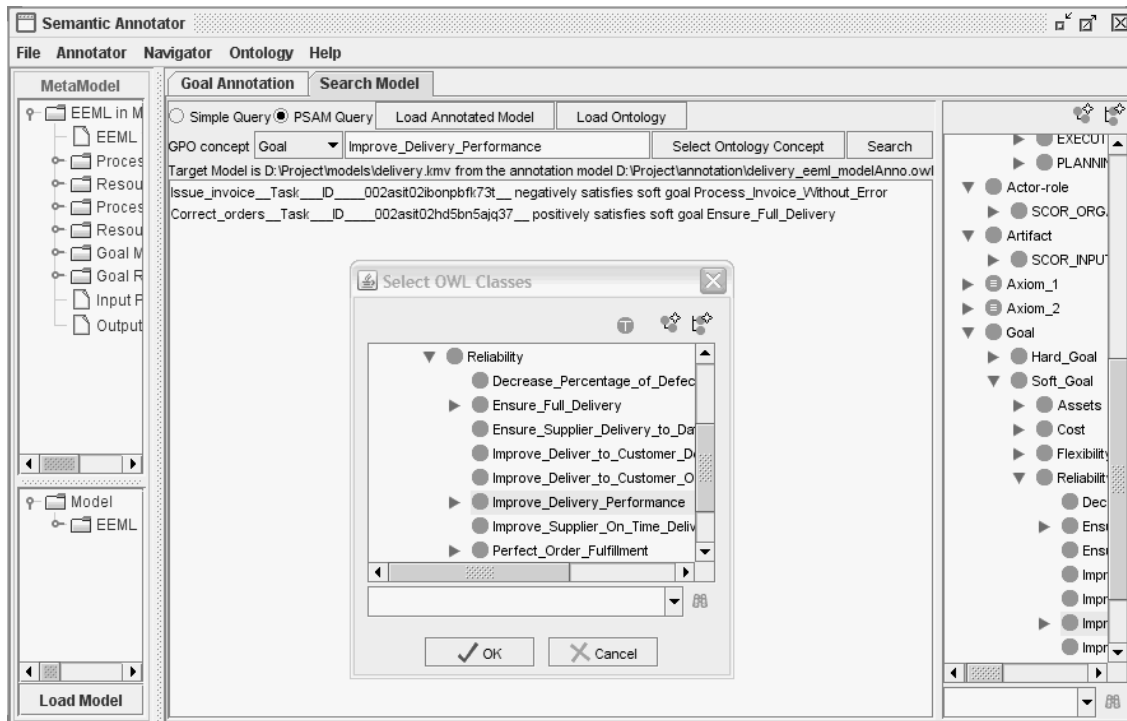 Semantic Annotator
File Annotator Navigator Ontology Help
MetaModel
EEML in M
EEML
Proces
Resou
Proces
Resou
Goal M
Goal R
Input F
Output
Model
EEML
Load Model
Goal Annotation Search Model
Simple Query PSAM Query Load Annotated Model Load Ontology
GPO concept Goal Improve_Delivery_Performance Select Ontology Concept Search
Target Model is D:\Project\models\delivery.kmv from the annotation model D:\Project\annotation\delivery_eeml_modelAnno.owl
Issue_invoice__Task___ID____002asit02ibonpbfk73t__ negatively satisfies soft goal Process_Invoice_Without_Error
Correct_orders__Task___ID____002asit02hd5bn5ajq37__ positively satisfies soft goal Ensure_Full_Delivery
Select OWL Classes
T
Reliability
Decrease_Percentage_of_Defec
Ensure_Full_Delivery
Ensure_Supplier_Delivery_to_Da
Improve_Deliver_to_Customer_D
Improve_Deliver_to_Customer_O
Improve_Delivery_Performance
Improve_Supplier_On_Time_Deliv
Perfect_Order_Fulfillment
OK Cancel
EXECUT
PLANNIN
Actor-role
SCOR_ORG
Artifact
SCOR_INPUT
Axiom_1
Axiom_2
Goal
Hard_Goal
Soft_Goal
Assets
Cost
Flexibility
Reliabilit
Dec
Ensu
Ensu
Impr
Impr
Impr
Impr